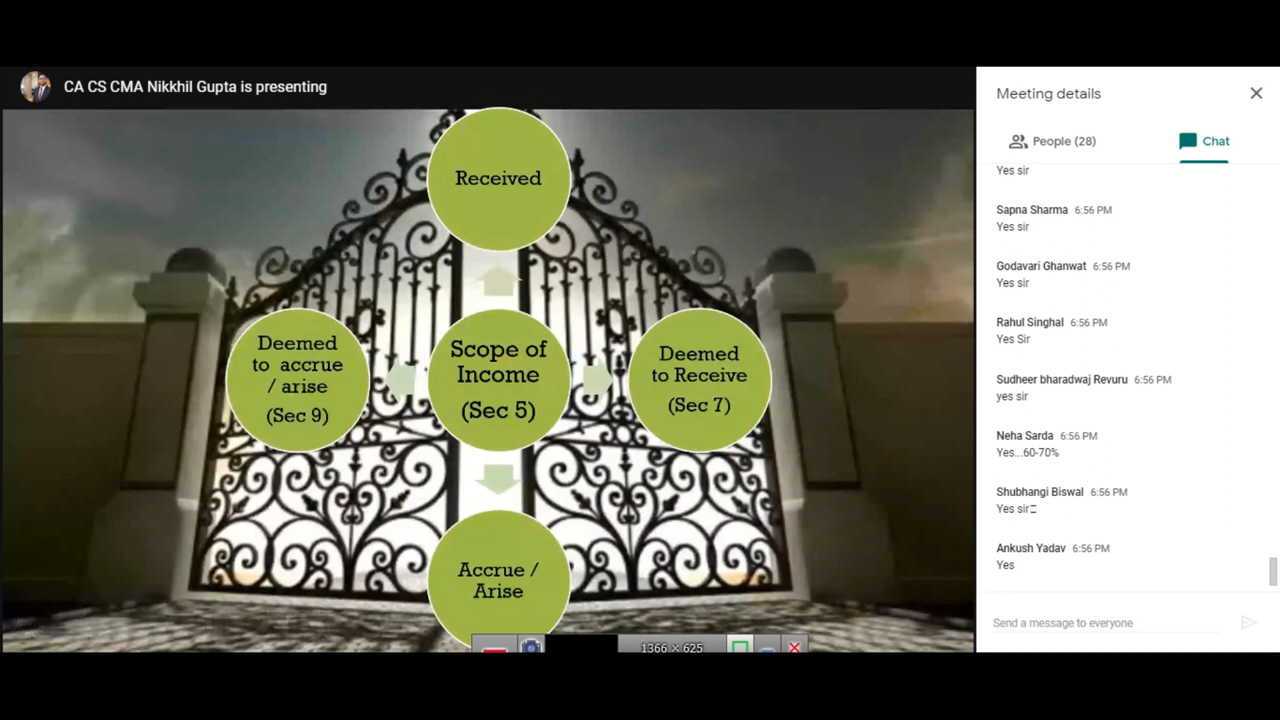 CA CS CMA Nikkhil Gupta is presenting
Received
Deemed
to accrue
/ arise
(Sec 9)
Scope of
Income
(Sec 5)
Deemed
to Receive
(Sec 7)
Accrue /
Arise
1366 × 625
Meeting details
People (28)
Chat
Yes sir
Sapna Sharma 6:56 PM
Yes sir
Godavari Ghanwat 6:56 PM
Yes sir
Rahul Singhal 6:56 PM
Yes Sir
Sudheer bharadwaj Revuru 6:56 PM
yes sir
Neha Sarda 6:56 PM
Yes...60-70%
Shubhangi Biswal 6:56 PM
Yes sir
Ankush Yadav 6:56 PM
Yes
Send a message to everyone